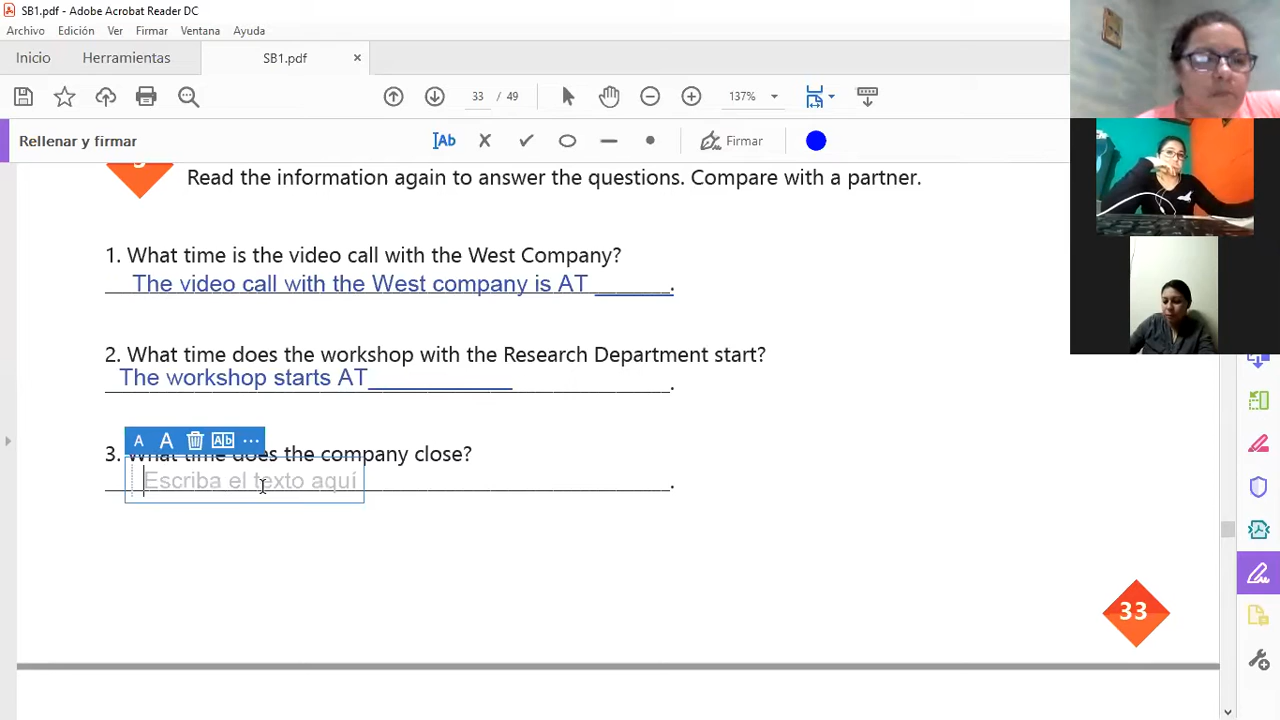 SB1.pdf - Adobe Acrobat Reader DC
Archivo Edición Ver Firmar Ventana Ayuda
Inicio Herramientas SB1.pdf ×
33 / 49 137%
Rellenar y firmar Ab Firmar
Read the information again to answer the questions. Compare with a partner.
1. What time is the video call with the West Company?
The video call with the West company is AT _______.
2. What time does the workshop with the Research Department start?
The workshop starts AT____________.
A A Ab ...
3. What time does the company close?
Escriba el texto aquí
33